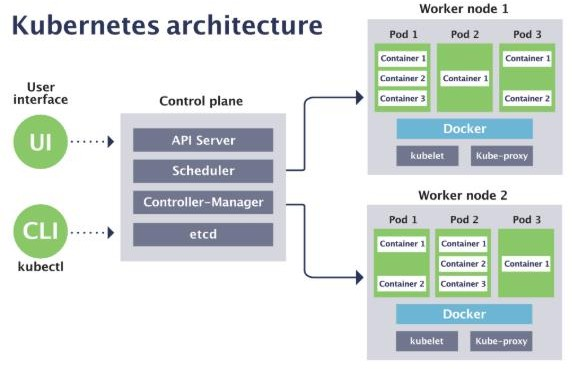 Kubernetes architecture
User
interface
UI
CLI
kubectl
Control plane
API Server
Scheduler
Controller-Manager
etcd
Worker node 1
Pod 1 Pod 2 Pod 3
Container 1 Container 1
Container 2 Container 1
Container 3 Container 2
Docker
kubelet Kube-proxy
Worker node 2
Pod 1 Pod 2 Pod 3
Container 1 Container 1
Container 2 Container 1
Container 2 Container 3
Docker
kubelet Kube-proxy